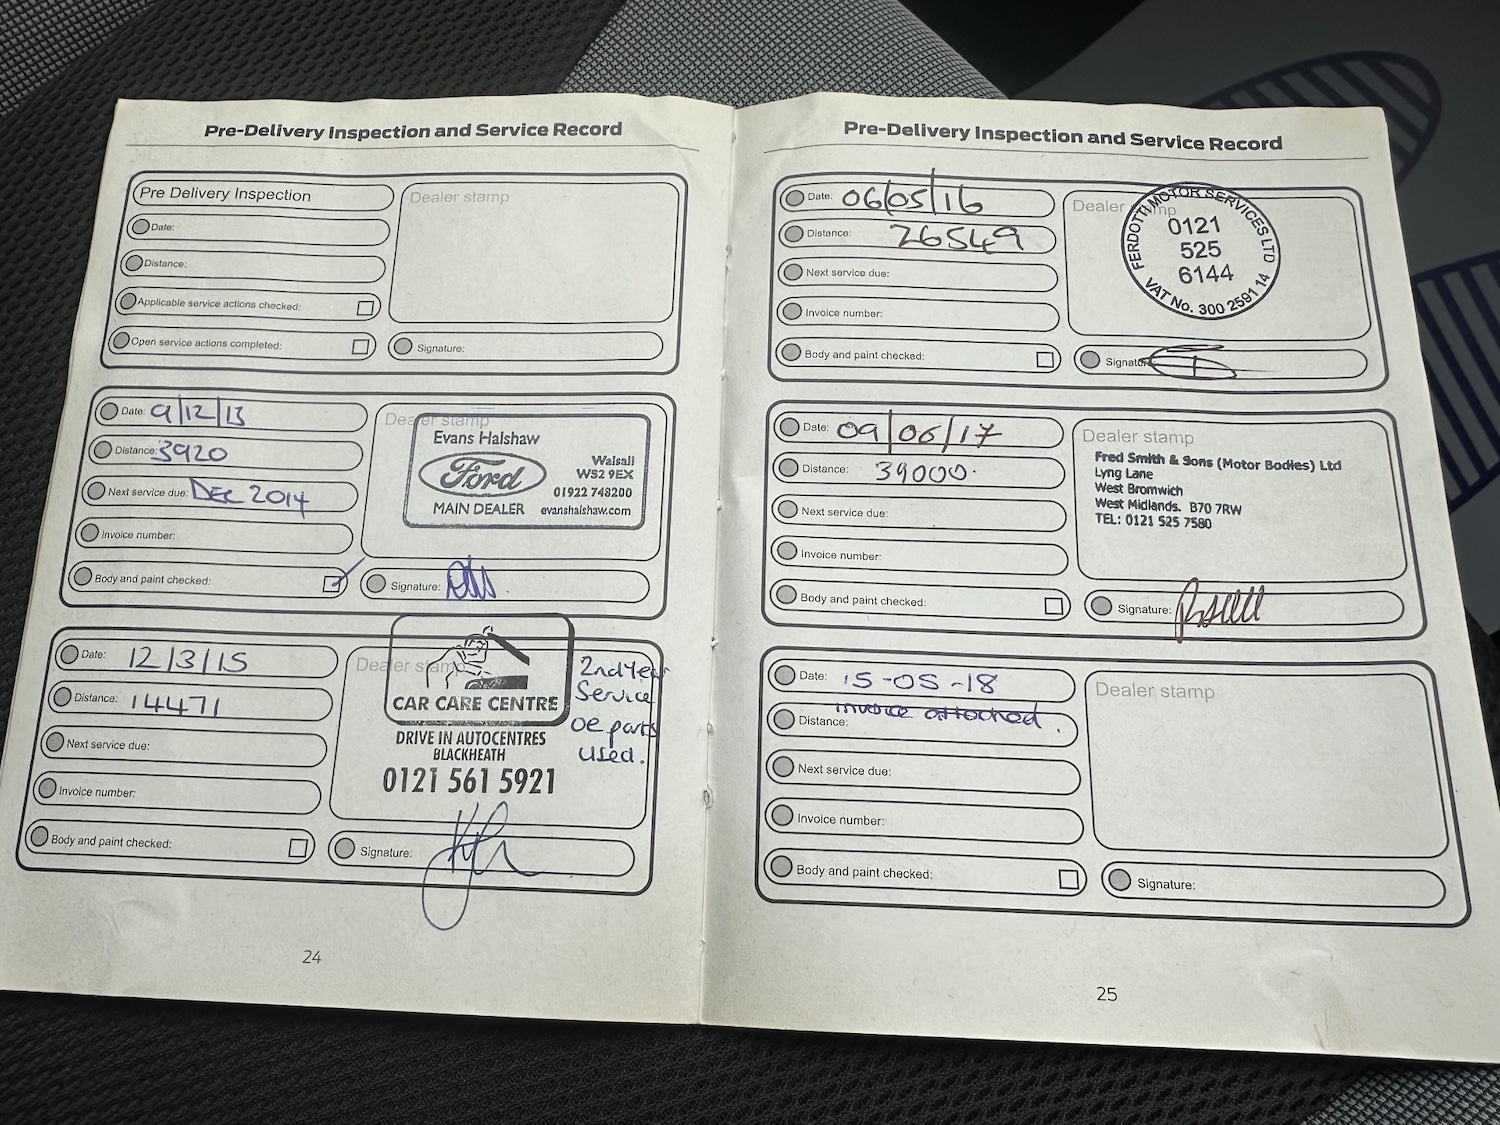 Pre-Delivery Inspection and Service Record
Pre Delivery Inspection
Date:
Distance:
Applicable service actions checked:
Open service actions completed:
Dealer stamp
Signature:
Date: 9/12/13
Distance: 3920
Next service due: DEC 2014
Invoice number:
Body and paint checked:
Dealer stamp
Evans Halshaw
Ford
MAIN DEALER
Walsall
WS2 9EX
01922 748200
evanshalshaw.com
Signature:
Date: 12/3/15
Distance: 14471
Next service due:
Invoice number:
Body and paint checked:
Dealer stamp
CAR CARE CENTRE
DRIVE IN AUTOCENTRES
BLACKHEATH
0121 561 5921
2nd Year
Service
oe parts
used.
Signature:
24
Pre-Delivery Inspection and Service Record
Date: 06/05/16
Distance: 26549
Next service due:
Invoice number:
Body and paint checked:
Dealer stamp
FERDOTTI MOTOR SERVICES LTD
0121
525
6144
VAT No. 300 2591 14
Signature:
Date: 09/06/17
Distance: 39000.
Next service due:
Invoice number:
Body and paint checked:
Dealer stamp
Fred Smith & Sons (Motor Bodies) Ltd
Lyng Lane
West Bromwich
West Midlands. B70 7RW
TEL: 0121 525 7580
Signature:
Date: 15-05-18
invoice attached.
Distance:
Next service due:
Invoice number:
Body and paint checked:
Dealer stamp
Signature:
25